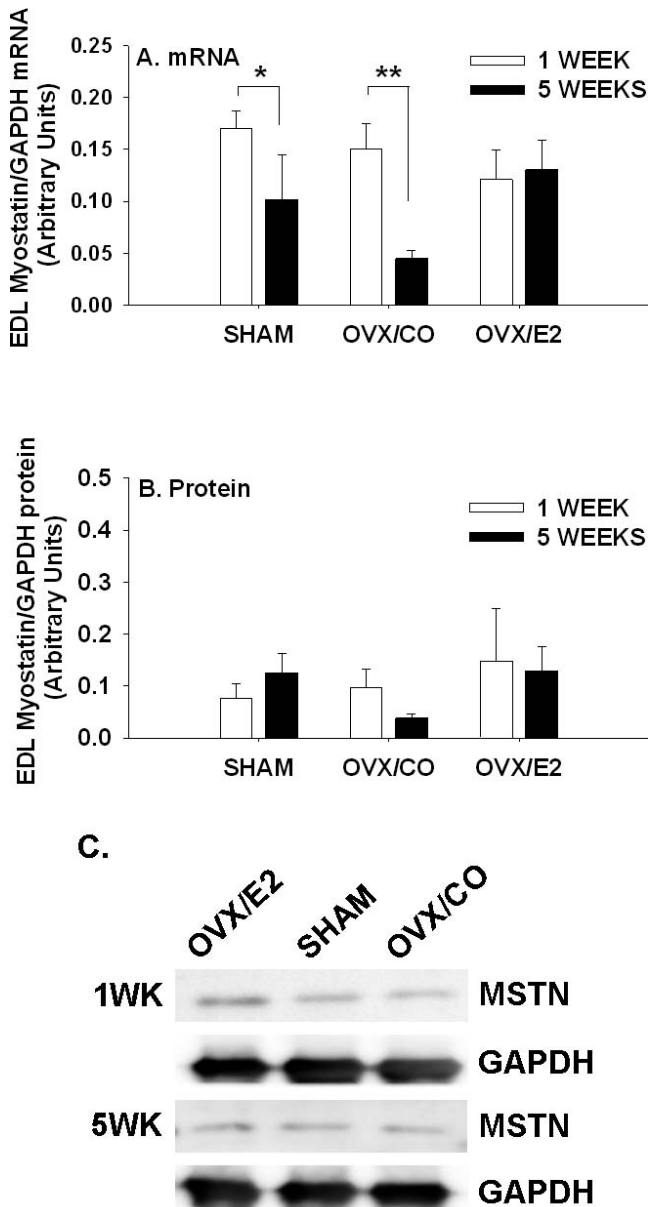 EDL Myostatin/GAPDH mRNA
(Arbitrary Units)
A. mRNA
1 WEEK
5 WEEKS
*
**
0.25
0.20
0.15
0.10
0.05
0.00
SHAM OVX/CO OVX/E2
EDL Myostatin/GAPDH protein
(Arbitrary Units)
B. Protein
1 WEEK
5 WEEKS
0.5
0.4
0.3
0.2
0.1
0.0
SHAM OVX/CO OVX/E2
C.
OVX/E2 SHAM OVX/CO
1WK MSTN
GAPDH
5WK MSTN
GAPDH